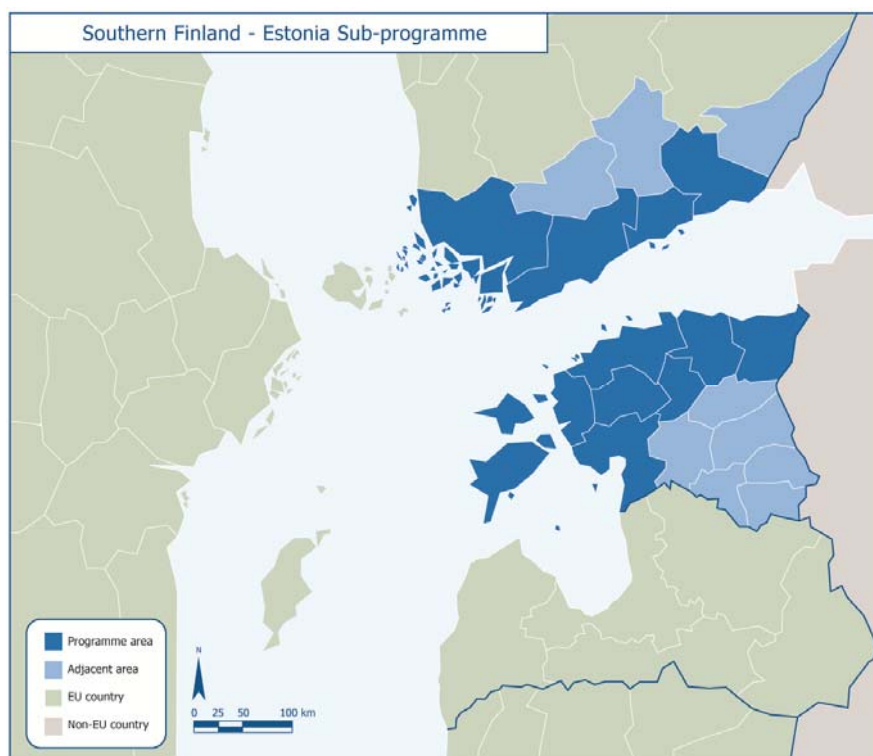 Southern Finland - Estonia Sub-programme
Programme area
Adjacent area
EU country
Non-EU country
N
0 25 50 100 km